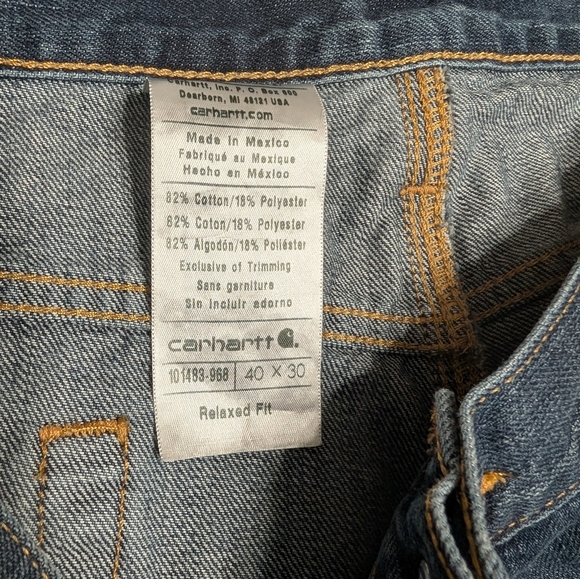 Carhartt, Inc. P. O. Box 600
Dearborn, MI 48121 USA
carhartt.com
Made in Mexico
Fabriqué au Mexique
Hecho en México
82% Cotton/18% Polyester
82% Coton/18% Polyester
82% Algodón/18% Poliéster
Exclusive of Trimming
Sans garniture
Sin incluir adorno
carhartt
101483-968 40 X 30
Relaxed Fit